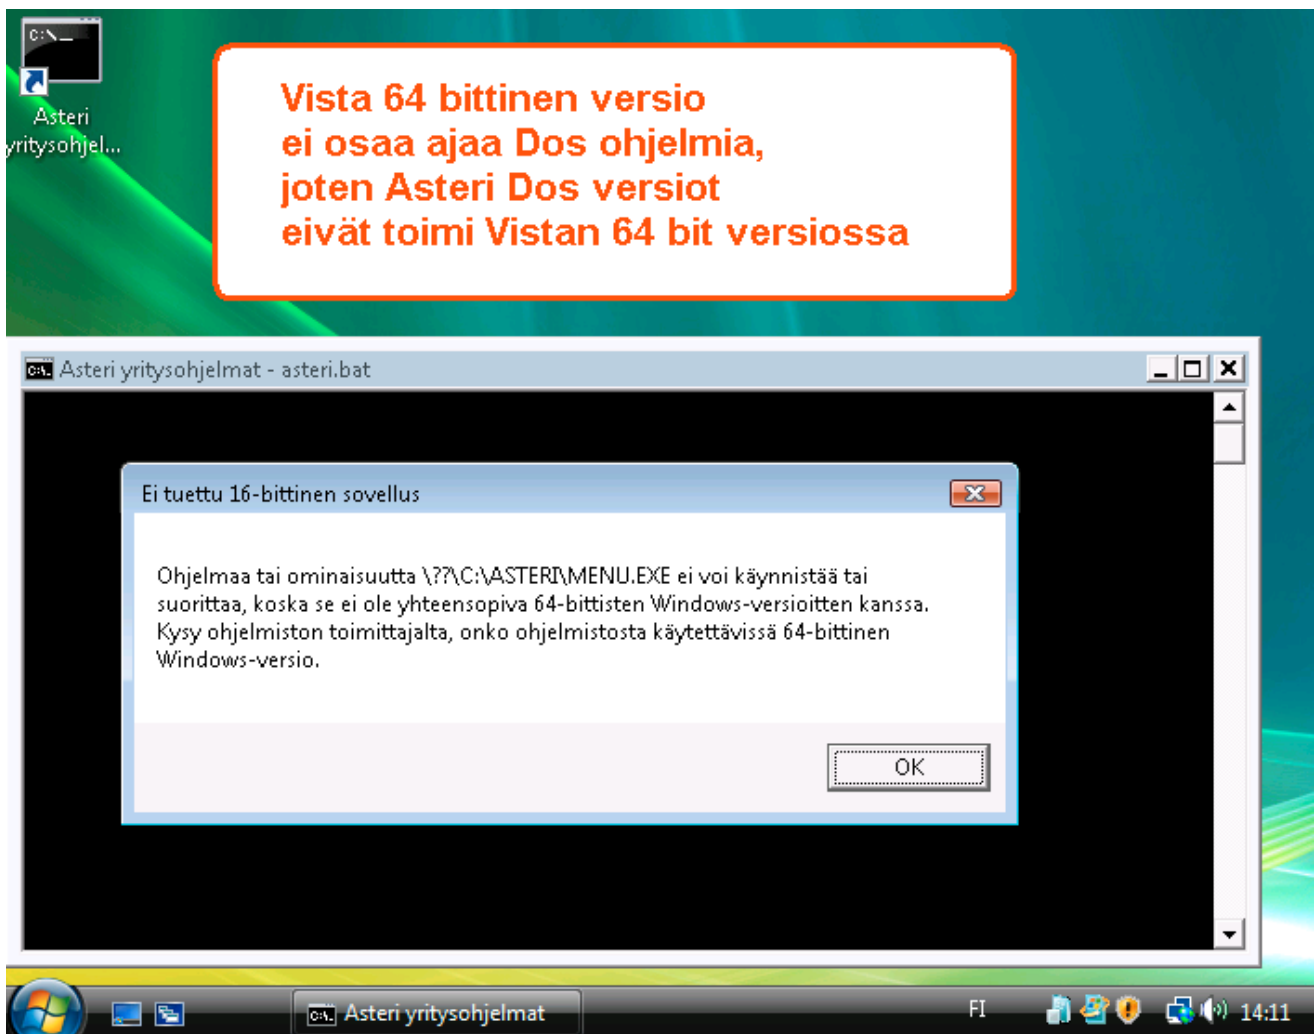 C:\_
Asteri
yritysohjel...
Vista 64 bittinen versio
ei osaa ajaa Dos ohjelmia,
joten Asteri Dos versiot
eivät toimi Vistan 64 bit versiossa
C:\. Asteri yritysohjelmat - asteri.bat
Ei tuettu 16-bittinen sovellus
Ohjelmaa tai ominaisuutta \??\C:\ASTERI\MENU.EXE ei voi käynnistää tai
suorittaa, koska se ei ole yhteensopiva 64-bittisten Windows-versioitten kanssa.
Kysy ohjelmiston toimittajalta, onko ohjelmistosta käytettävissä 64-bittinen
Windows-versio.
OK
C:\. Asteri yritysohjelmat
FI
14:11